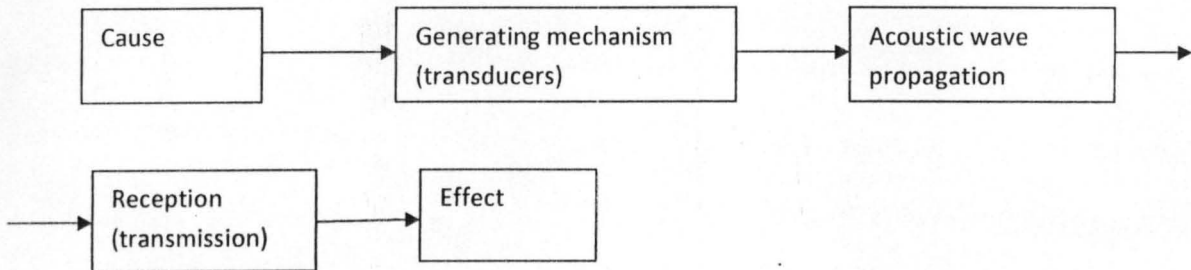 Cause
Generating mechanism
(transducers)
Acoustic wave
propagation
Reception
(transmission)
Effect